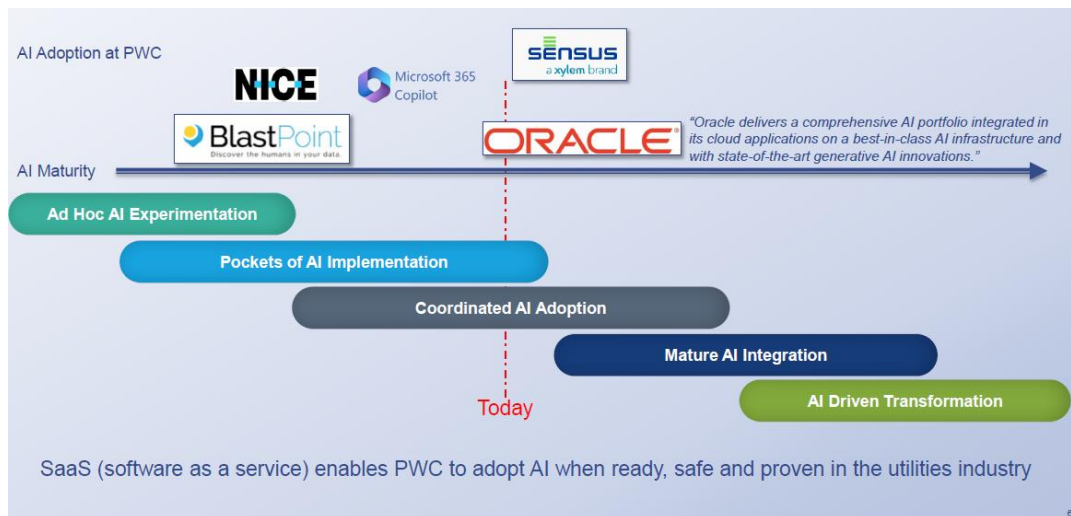 AI Adoption at PWC
NICE
Microsoft 365
Copilot
sensus
a xylem brand
BlastPoint
Discover the humans in your data.
ORACLE®
“Oracle delivers a comprehensive AI portfolio integrated in
its cloud applications on a best-in-class AI infrastructure and
with state-of-the-art generative AI innovations.”
AI Maturity
Ad Hoc AI Experimentation
Pockets of AI Implementation
Coordinated AI Adoption
Mature AI Integration
AI Driven Transformation
Today
SaaS (software as a service) enables PWC to adopt AI when ready, safe and proven in the utilities industry